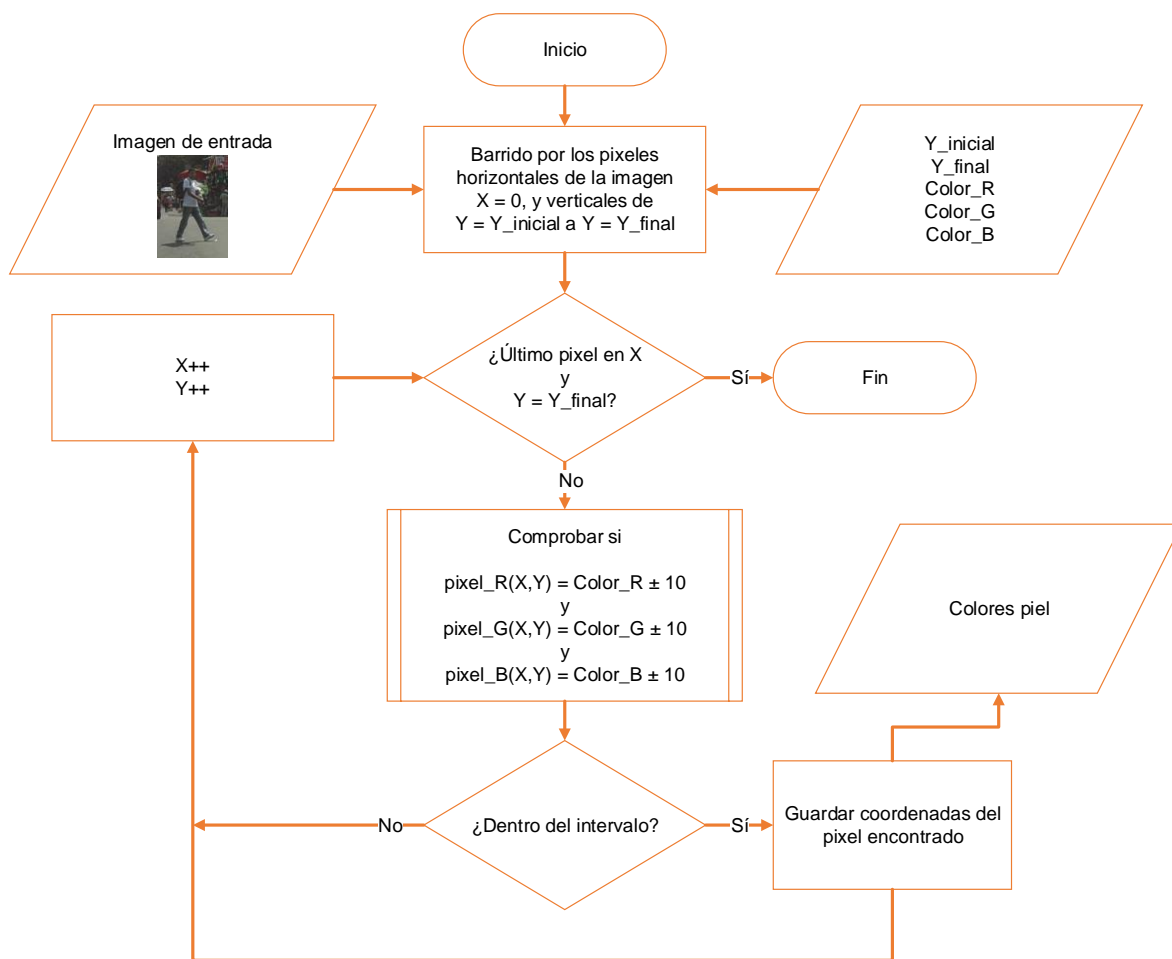 Inicio
Imagen de entrada
Barrido por los pixeles
horizontales de la imagen
X = 0, y verticales de
Y = Y_inicial a Y = Y_final
Y_inicial
Y_final
Color_R
Color_G
Color_B
X++
Y++
¿Último pixel en X
y
Y = Y_final?
Sí
Fin
No
Comprobar si
pixel_R(X,Y) = Color_R ± 10
y
pixel_G(X,Y) = Color_G ± 10
y
pixel_B(X,Y) = Color_B ± 10
Colores piel
No
¿Dentro del intervalo?
Sí
Guardar coordenadas del
pixel encontrado